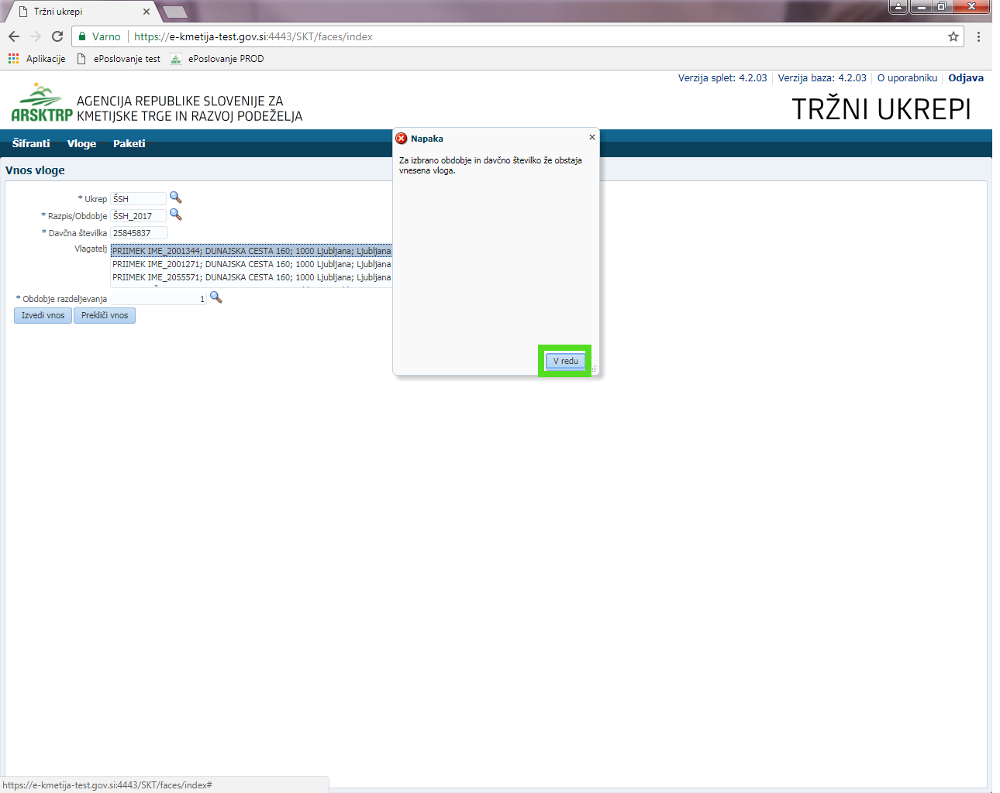 Tržni ukrepi
Varno https://e-kmetija-test.gov.si:4443/SKT/faces/index
Aplikacije ePoslovanje test ePoslovanje PROD
Verzija splet: 4.2.03 Verzija baza: 4.2.03 O uporabniku Odjava
ARSKTRP
AGENCIJA REPUBLIKE SLOVENIJE ZA
KMETIJSKE TRGE IN RAZVOJ PODEŽELJA
TRŽNI UKREPI
Šifranti Vloge Paketi
Vnos vloge
* Ukrep ŠSH
* Razpis/Obdobje ŠSH_2017
* Davčna številka 25845837
Vlagatelj PRIIMEK IME_2001344; DUNAJSKA CESTA 160; 1000 Ljubljana; Ljubljana
PRIIMEK IME_2001271; DUNAJSKA CESTA 160; 1000 Ljubljana; Ljubljana
PRIIMEK IME_2055571; DUNAJSKA CESTA 160; 1000 Ljubljana; Ljubljana
* Obdobje razdeljevanja 1
Izvedi vnos Prekliči vnos
Napaka
Za izbrano obdobje in davčno številko že obstaja
vnesena vloga.
V redu
https://e-kmetija-test.gov.si:4443/SKT/faces/index#